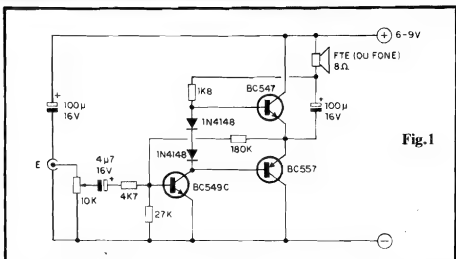 + 6-9V
FTE (OU FONE)
8Ω
+
100µ
16V
1K8
BC547
+
100µ
16V
1N4148
180K
Fig.1
E
4µ7
16V
+
1N4148
BC557
10K
4K7
BC549C
27K
−